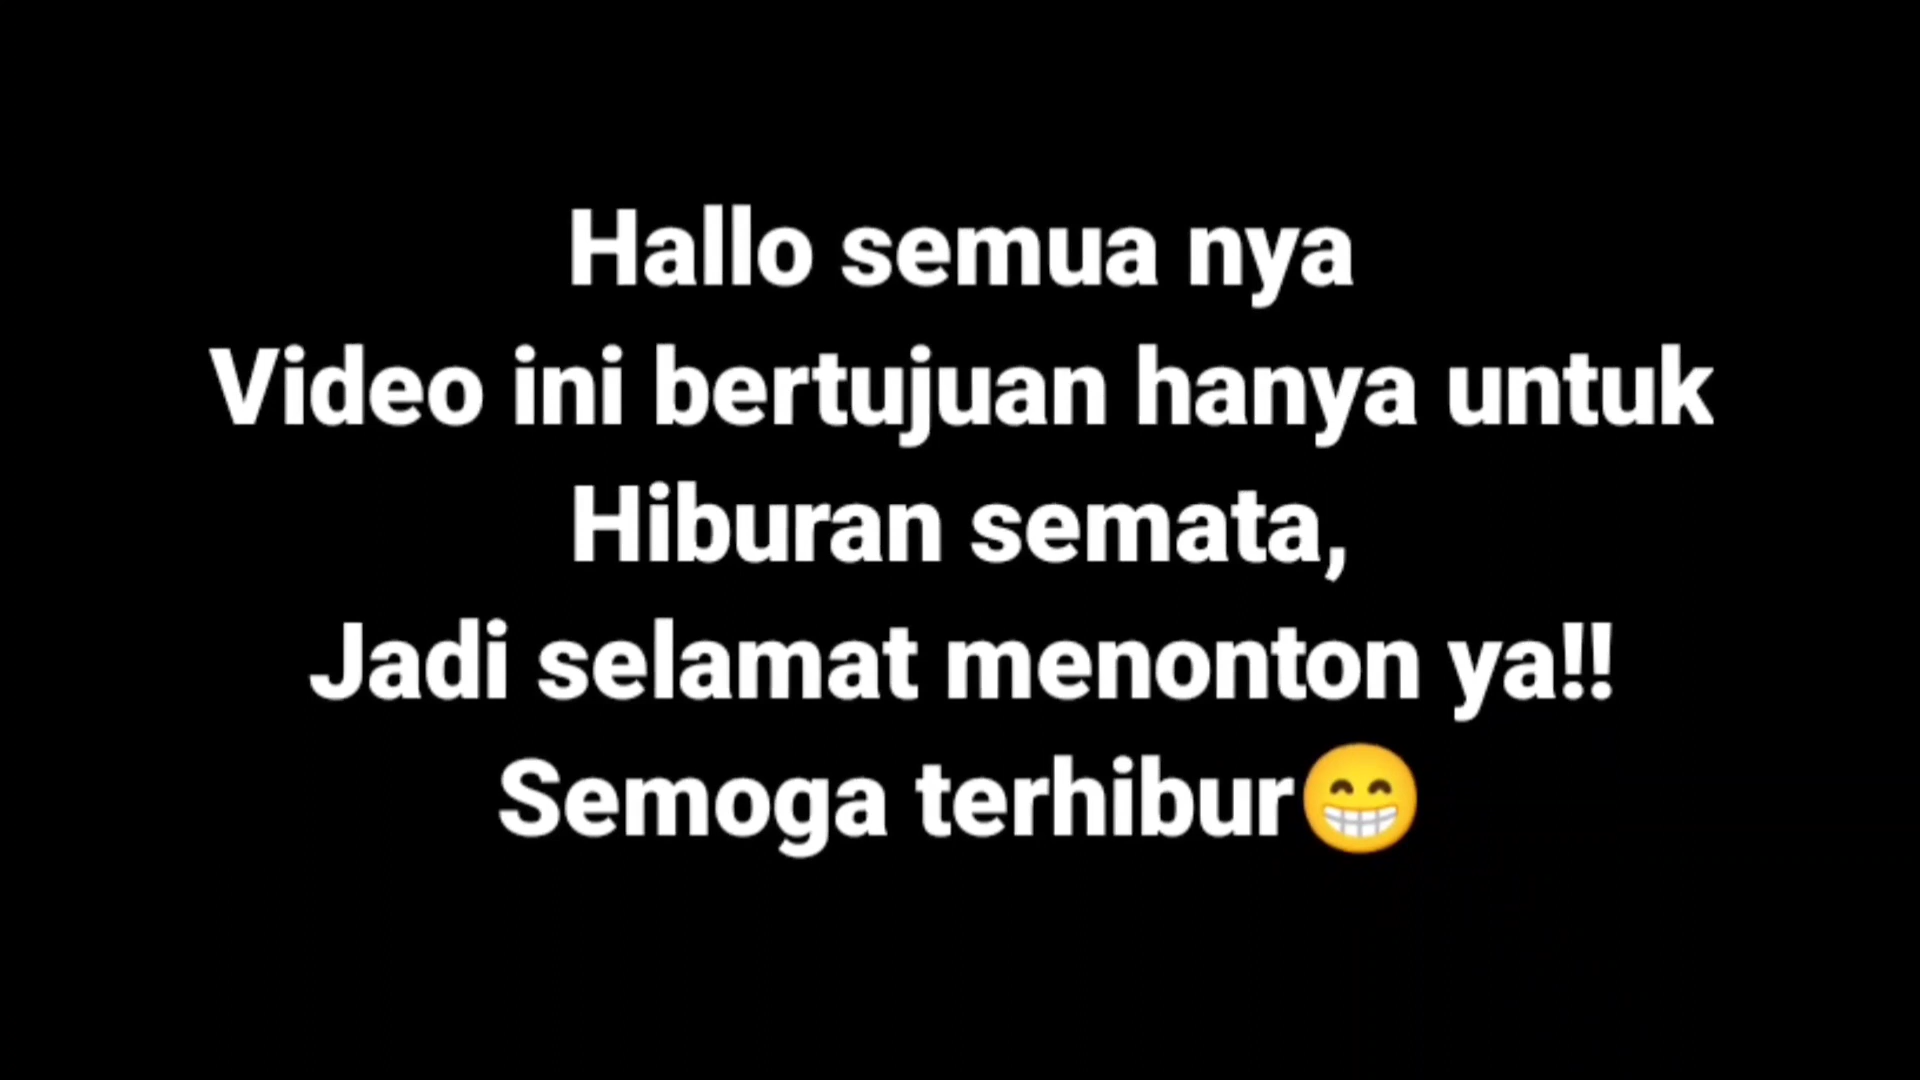 Hallo semua nya
Video ini bertujuan hanya untuk
Hiburan semata,
Jadi selamat menonton ya!!
Semoga terhibur😁